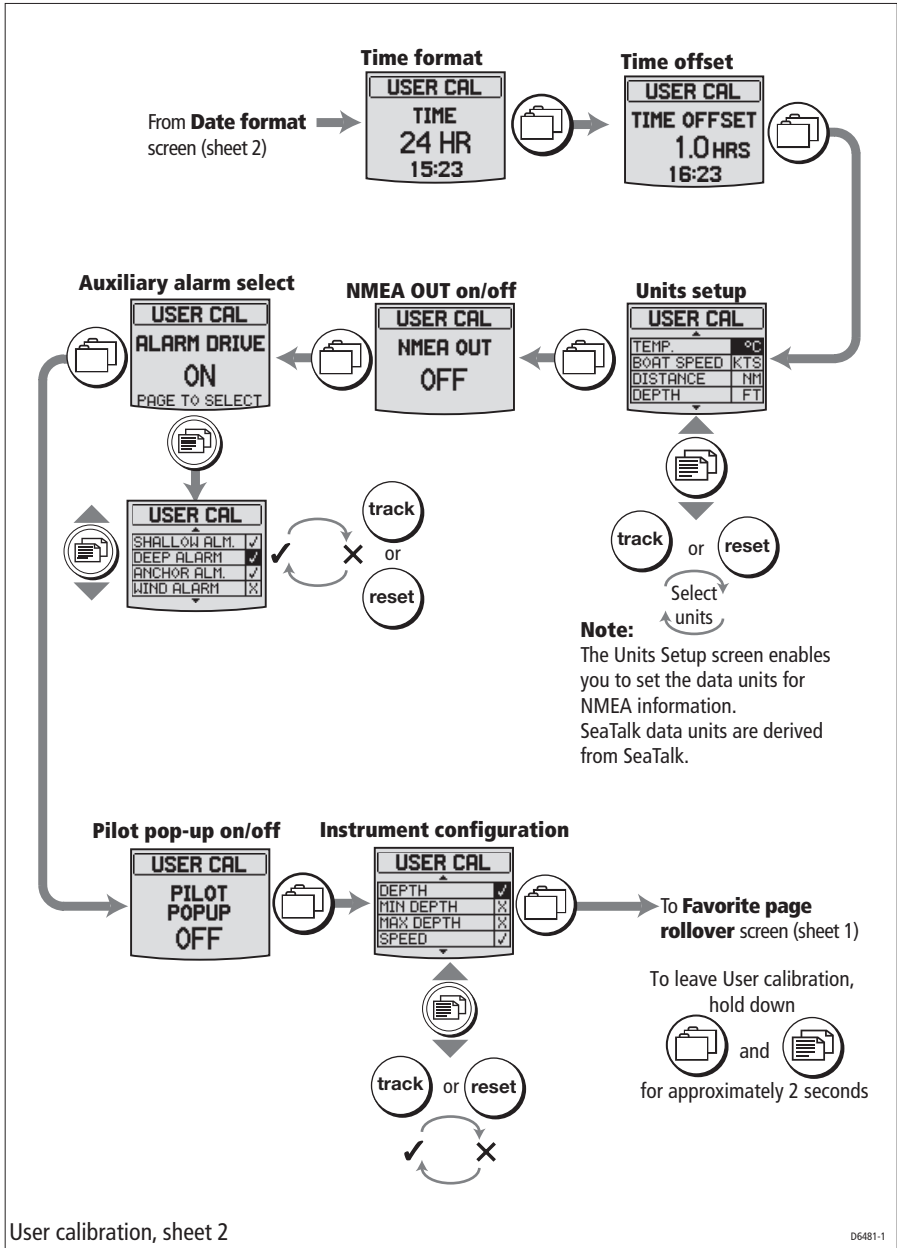 Time format
USER CAL
TIME
24 HR
15:23
Time offset
USER CAL
TIME OFFSET
1.0 HRS
16:23
From Date format
screen (sheet 2)
Auxiliary alarm select
USER CAL
ALARM DRIVE
ON
PAGE TO SELECT
NMEA OUT on/off
USER CAL
NMEA OUT
OFF
Units setup
USER CAL
TEMP. ºC
BOAT SPEED KTS
DISTANCE NM
DEPTH FT
USER CAL
SHALLOW ALM. ✓
DEEP ALARM ✓
ANCHOR ALM. ✓
WIND ALARM X
✓ ✕
track
or
reset
track or reset
Select
units
Note:
The Units Setup screen enables
you to set the data units for
NMEA information.
SeaTalk data units are derived
from SeaTalk.
Pilot pop-up on/off
USER CAL
PILOT
POPUP
OFF
Instrument configuration
USER CAL
DEPTH ✓
MIN DEPTH X
MAX DEPTH X
SPEED ✓
track or reset
✓ ✕
To Favorite page
rollover screen (sheet 1)
To leave User calibration,
hold down
and
for approximately 2 seconds
User calibration, sheet 2
D6481-1